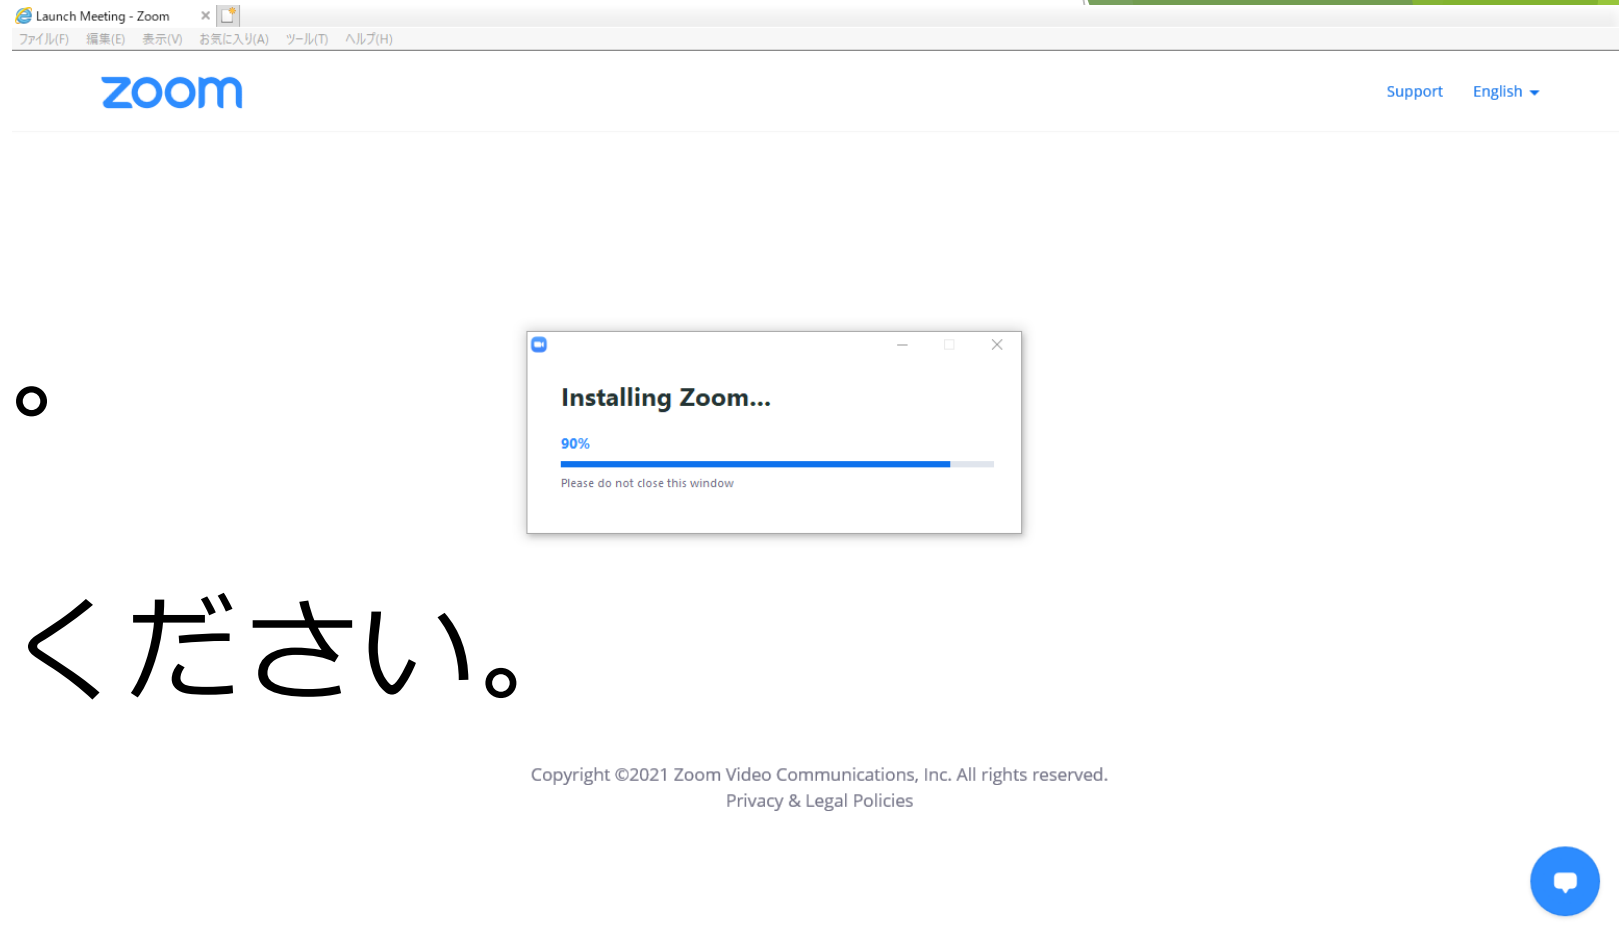 Launch Meeting - Zoom
ファイル(F) 編集(E) 表示(V) お気に入り(A) ツール(T) ヘルプ(H)
zoom
Support English
Installing Zoom...
。
90%
Please do not close this window
ください。
Copyright ©2021 Zoom Video Communications, Inc. All rights reserved.
Privacy & Legal Policies